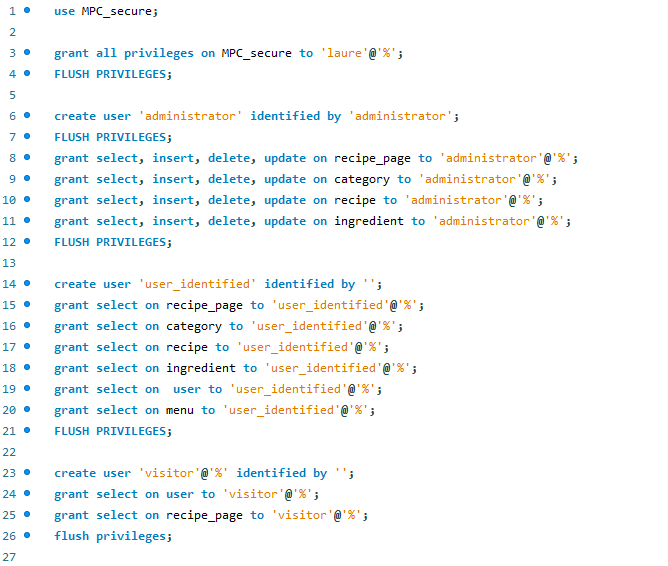 1 use MPC_secure;
2
3 grant all privileges on MPC_secure to 'laure'@'%';
4 FLUSH PRIVILEGES;
5
6 create user 'administrator' identified by 'administrator';
7 FLUSH PRIVILEGES;
8 grant select, insert, delete, update on recipe_page to 'administrator'@'%';
9 grant select, insert, delete, update on category to 'administrator'@'%';
10 grant select, insert, delete, update on recipe to 'administrator'@'%';
11 grant select, insert, delete, update on ingredient to 'administrator'@'%';
12 FLUSH PRIVILEGES;
13
14 create user 'user_identified' identified by '';
15 grant select on recipe_page to 'user_identified'@'%';
16 grant select on category to 'user_identified'@'%';
17 grant select on recipe to 'user_identified'@'%';
18 grant select on ingredient to 'user_identified'@'%';
19 grant select on  user to 'user_identified'@'%';
20 grant select on menu to 'user_identified'@'%';
21 FLUSH PRIVILEGES;
22
23 create user 'visitor'@'%' identified by '';
24 grant select on user to 'visitor'@'%';
25 grant select on recipe_page to 'visitor'@'%';
26 flush privileges;
27